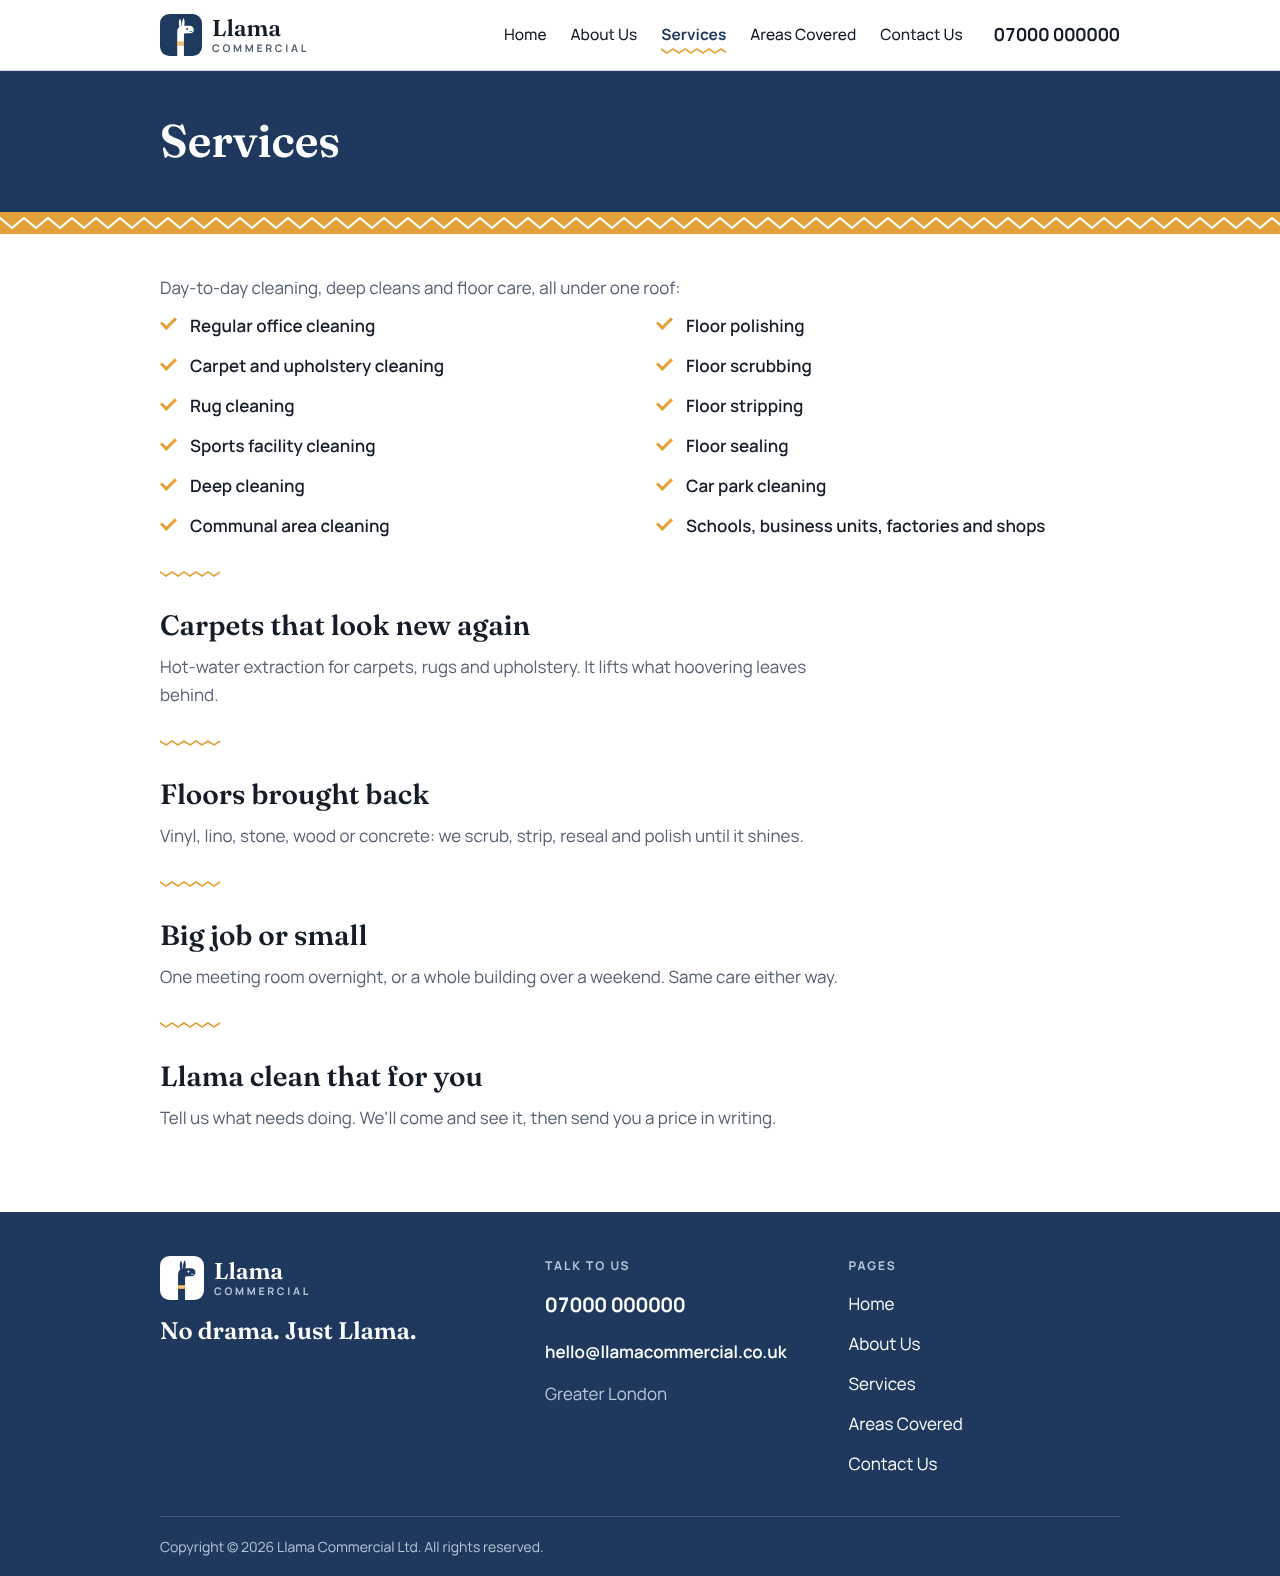 Llama
COMMERCIAL
Home About Us Services Areas Covered Contact Us 07000 000000
Services
Day-to-day cleaning, deep cleans and floor care, all under one roof:
Regular office cleaning
Carpet and upholstery cleaning
Rug cleaning
Sports facility cleaning
Deep cleaning
Communal area cleaning
Floor polishing
Floor scrubbing
Floor stripping
Floor sealing
Car park cleaning
Schools, business units, factories and shops
Carpets that look new again
Hot-water extraction for carpets, rugs and upholstery. It lifts what hoovering leaves
behind.
Floors brought back
Vinyl, lino, stone, wood or concrete: we scrub, strip, reseal and polish until it shines.
Big job or small
One meeting room overnight, or a whole building over a weekend. Same care either way.
Llama clean that for you
Tell us what needs doing. We'll come and see it, then send you a price in writing.
Llama
COMMERCIAL
No drama. Just Llama.
TALK TO US
07000 000000
hello@llamacommercial.co.uk
Greater London
PAGES
Home
About Us
Services
Areas Covered
Contact Us
Copyright © 2026 Llama Commercial Ltd. All rights reserved.